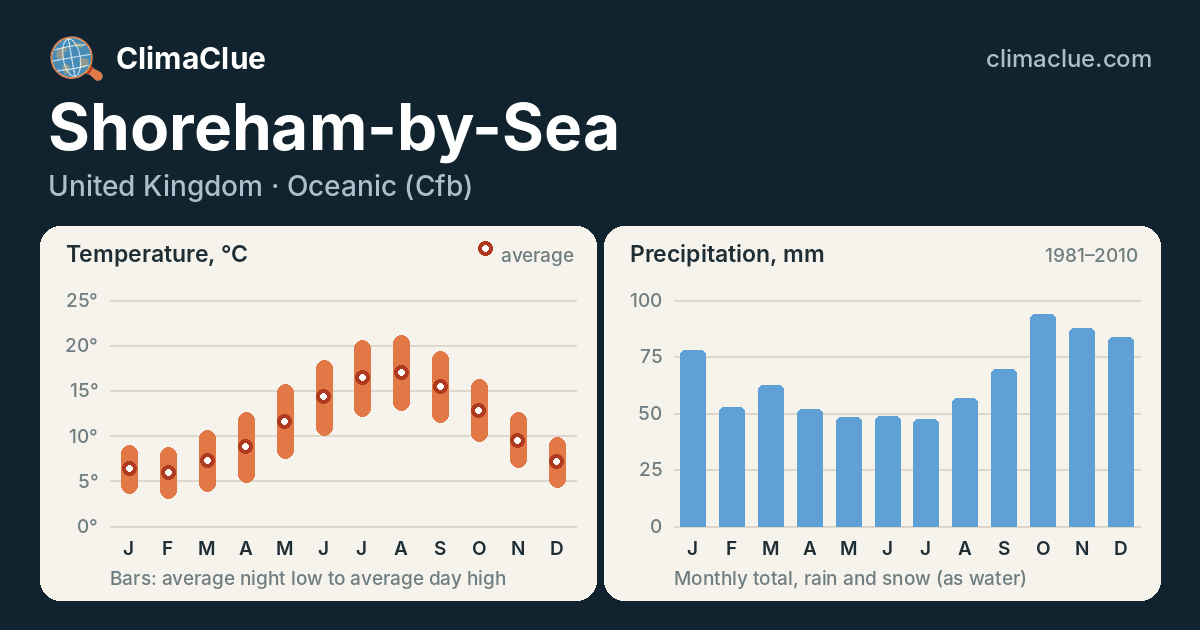 ClimaClue
climaclue.com
Shoreham-by-Sea
United Kingdom · Oceanic (Cfb)
Temperature, °C
average
25°
20°
15°
10°
5°
0°
J F M A M J J A S O N D
Bars: average night low to average day high
Precipitation, mm
1981–2010
100
75
50
25
0
J F M A M J J A S O N D
Monthly total, rain and snow (as water)